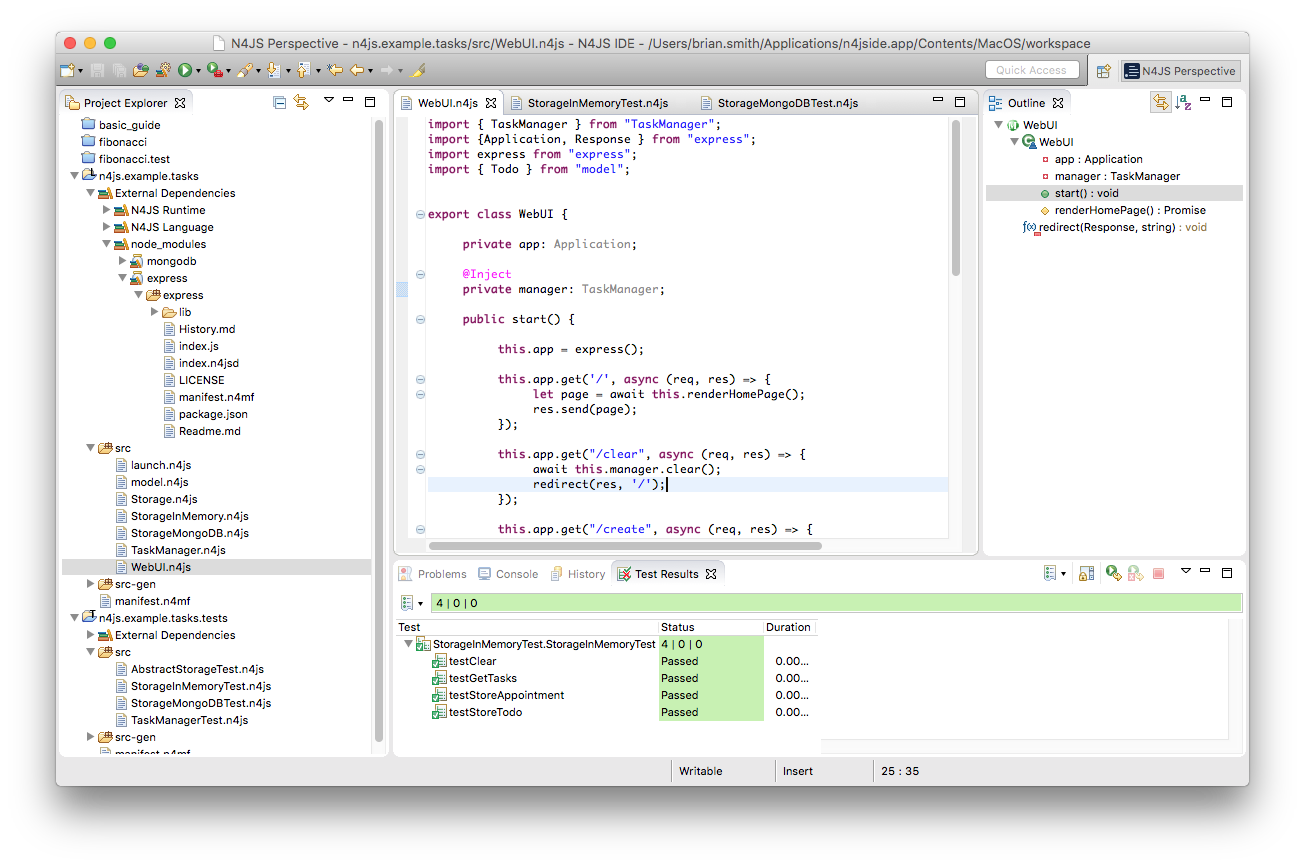 N4JS Perspective - n4js.example.tasks/src/WebUI.n4js - N4JS IDE - /Users/brian.smith/Applications/n4jside.app/Contents/MacOS/workspace
Quick Access
N4JS Perspective
Project Explorer
basic_guide
fibonacci
fibonacci.test
n4js.example.tasks
External Dependencies
N4JS Runtime
N4JS Language
node_modules
mongodb
express
express
lib
History.md
index.js
index.n4jsd
LICENSE
manifest.n4mf
package.json
Readme.md
src
launch.n4js
model.n4js
Storage.n4js
StorageInMemory.n4js
StorageMongoDB.n4js
TaskManager.n4js
WebUI.n4js
src-gen
manifest.n4mf
n4js.example.tasks.tests
External Dependencies
src
AbstractStorageTest.n4js
StorageInMemoryTest.n4js
StorageMongoDBTest.n4js
TaskManagerTest.n4js
src-gen
manifest.n4mf
WebUI.n4js StorageInMemoryTest.n4js StorageMongoDBTest.n4js
import { TaskManager } from "TaskManager";
import {Application, Response } from "express";
import express from "express";
import { Todo } from "model";
export class WebUI {
private app: Application;
@Inject
private manager: TaskManager;
public start() {
this.app = express();
this.app.get('/', async (req, res) => {
let page = await this.renderHomePage();
res.send(page);
});
this.app.get("/clear", async (req, res) => {
await this.manager.clear();
redirect(res, '/');
});
this.app.get("/create", async (req, res) => {
Outline
WebUI
WebUI
app : Application
manager : TaskManager
start() : void
renderHomePage() : Promise
f(x) redirect(Response, string) : void
Problems Console History Test Results
4 | 0 | 0
Test Status Duration
StorageInMemoryTest.StorageInMemoryTest 4 | 0 | 0
testClear Passed 0.00...
testGetTasks Passed 0.00...
testStoreAppointment Passed 0.00...
testStoreTodo Passed 0.00...
Writable Insert 25 : 35